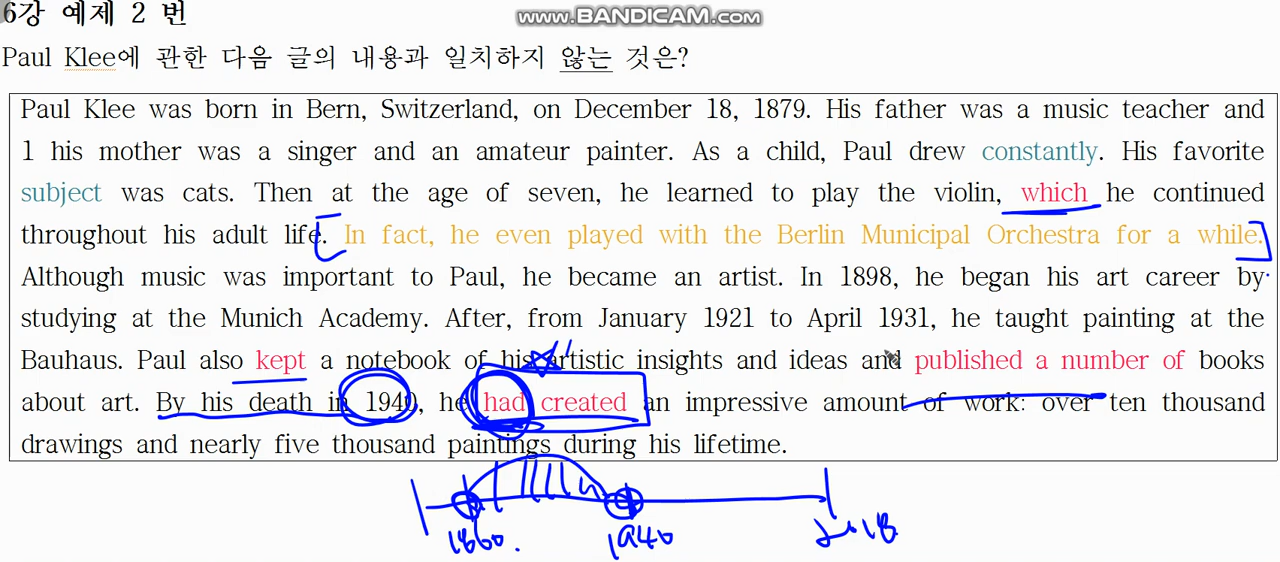 6강 예제 2 번
www.BANDICAM.com
Paul Klee에 관한 다음 글의 내용과 일치하지 않는 것은?
Paul Klee was born in Bern, Switzerland, on December 18, 1879. His father was a music teacher and
1 his mother was a singer and an amateur painter. As a child, Paul drew constantly. His favorite
subject was cats. Then at the age of seven, he learned to play the violin, which he continued
throughout his adult life. In fact, he even played with the Berlin Municipal Orchestra for a while.
Although music was important to Paul, he became an artist. In 1898, he began his art career by
studying at the Munich Academy. After, from January 1921 to April 1931, he taught painting at the
Bauhaus. Paul also kept a notebook of his artistic insights and ideas and published a number of books
about art. By his death in 1940, he had created an impressive amount of work: over ten thousand
drawings and nearly five thousand paintings during his lifetime.
1860. 1940 2018